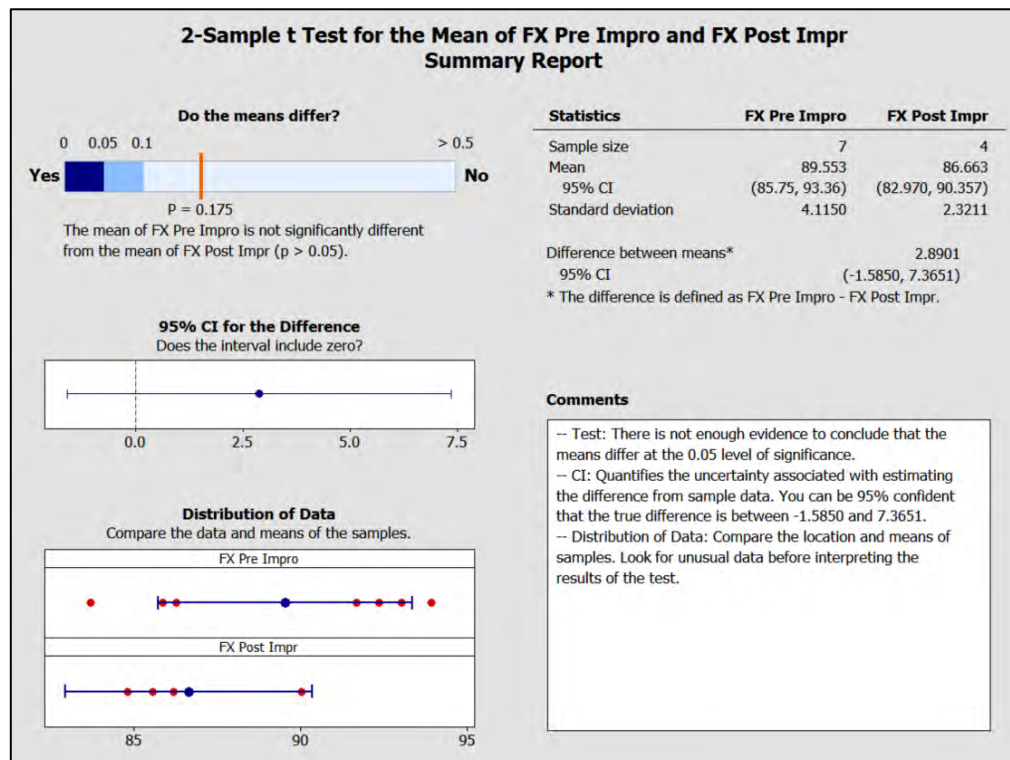 2-Sample t Test for the Mean of FX Pre Impro and FX Post Impr
Summary Report
Do the means differ?
0 0.05 0.1 > 0.5
Yes No
P = 0.175
The mean of FX Pre Impro is not significantly different
from the mean of FX Post Impr (p > 0.05).
95% CI for the Difference
Does the interval include zero?
0.0 2.5 5.0 7.5
Distribution of Data
Compare the data and means of the samples.
FX Pre Impro
FX Post Impr
85 90 95
Statistics FX Pre Impro FX Post Impr
Sample size 7 4
Mean 89.553 86.663
95% CI (85.75, 93.36) (82.970, 90.357)
Standard deviation 4.1150 2.3211
Difference between means* 2.8901
95% CI (-1.5850, 7.3651)
* The difference is defined as FX Pre Impro - FX Post Impr.
Comments
-- Test: There is not enough evidence to conclude that the
means differ at the 0.05 level of significance.
-- CI: Quantifies the uncertainty associated with estimating
the difference from sample data. You can be 95% confident
that the true difference is between -1.5850 and 7.3651.
-- Distribution of Data: Compare the location and means of
samples. Look for unusual data before interpreting the
results of the test.